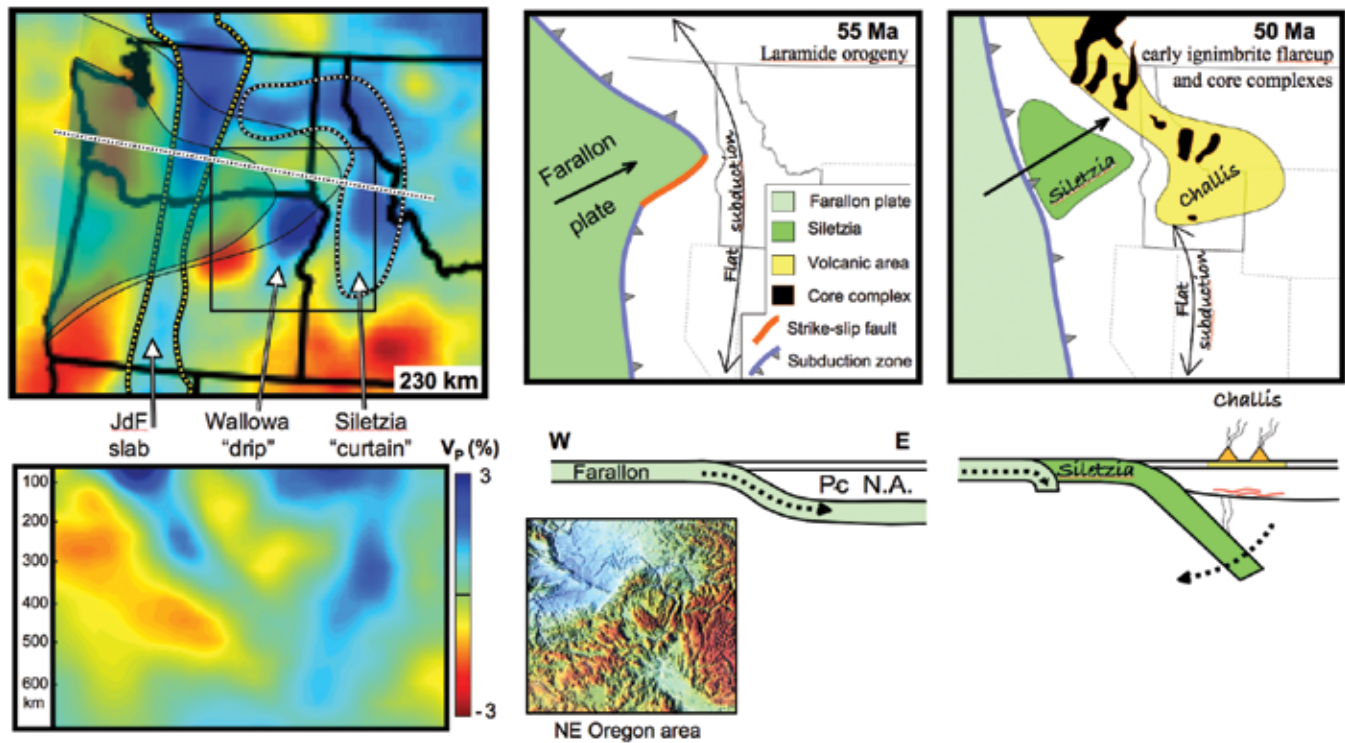 230 km
JdF
slab
Wallowa
"drip"
Siletzia
"curtain"
Vp (%)
3
- 3
100
200
300
400
500
600
km
55 Ma
Laramide orogeny
Farallon
plate
Flat subduction
Farallon plate
Siletzia
Volcanic area
Core complex
Strike-slip fault
Subduction zone
50 Ma
early ignimbrite flareup
and core complexes
Siletzia
Challis
Flat
subduction
W
E
Farallon
Pc N.A.
NE Oregon area
Challis
Siletzia